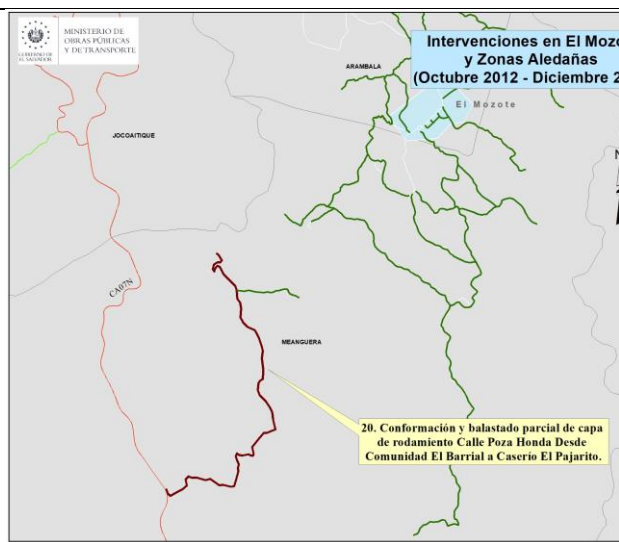 MINISTERIO DE
OBRAS PÚBLICAS
Y DE TRANSPORTE
GOBIERNO DE
EL SALVADOR
Intervenciones en El Mozo
y Zonas Aledañas
(Octubre 2012 - Diciembre 2
ARAMBALA
El Mozote
JOCOAITIQUE
N
CA07N
MEANGUERA
20. Conformación y balastado parcial de capa
de rodamiento Calle Poza Honda Desde
Comunidad El Barrial a Caserío El Pajarito.